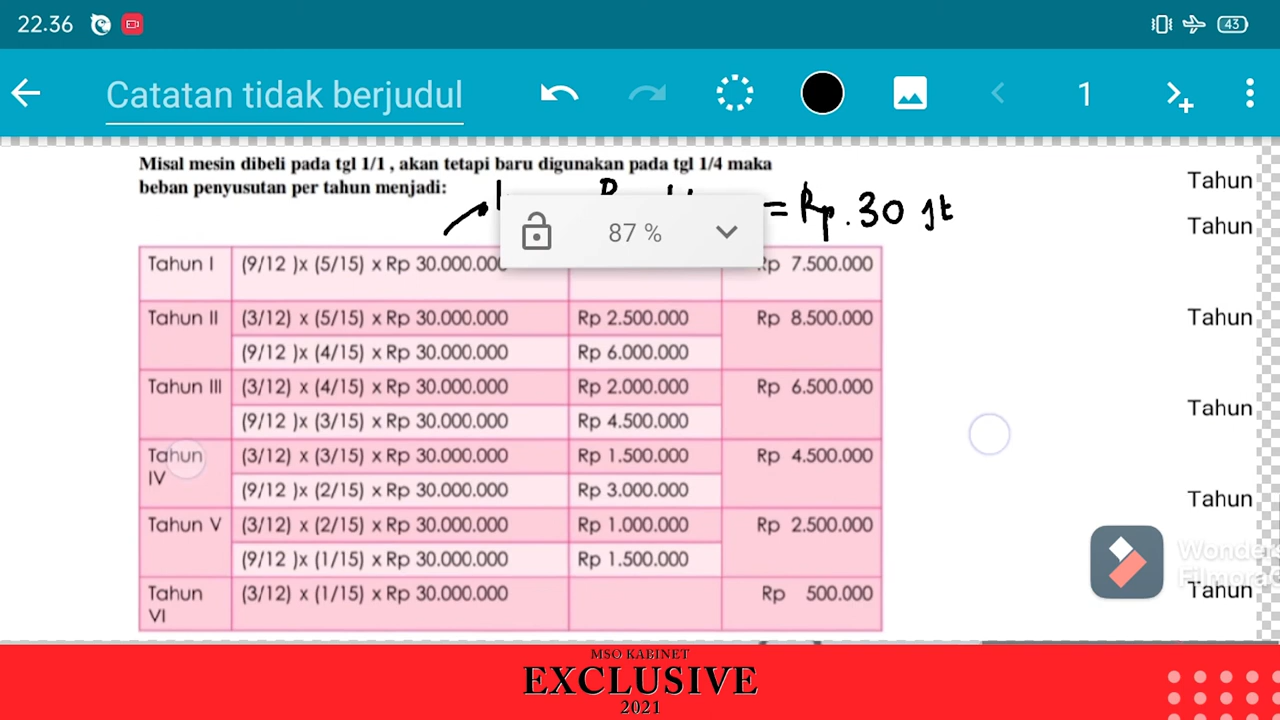 22.36
43
Catatan tidak berjudul
1
Misal mesin dibeli pada tgl 1/1 , akan tetapi baru digunakan pada tgl 1/4 maka
beban penyusutan per tahun menjadi:
= Rp. 30 jt
87 %
Tahun I (9/12 )x (5/15) x Rp 30.000.000 Rp 7.500.000
Tahun II (3/12) x (5/15) x Rp 30.000.000 Rp 2.500.000 Rp 8.500.000
(9/12 )x (4/15) x Rp 30.000.000 Rp 6.000.000
Tahun III (3/12) x (4/15) x Rp 30.000.000 Rp 2.000.000 Rp 6.500.000
(9/12 )x (3/15) x Rp 30.000.000 Rp 4.500.000
Tahun IV (3/12) x (3/15) x Rp 30.000.000 Rp 1.500.000 Rp 4.500.000
(9/12 )x (2/15) x Rp 30.000.000 Rp 3.000.000
Tahun V (3/12) x (2/15) x Rp 30.000.000 Rp 1.000.000 Rp 2.500.000
(9/12 )x (1/15) x Rp 30.000.000 Rp 1.500.000
Tahun VI (3/12) x (1/15) x Rp 30.000.000 Rp 500.000
Tahun
Tahun
Tahun
Tahun
Tahun
Tahun
Wonders
Filmora
MSO KABINET
EXCLUSIVE
2021